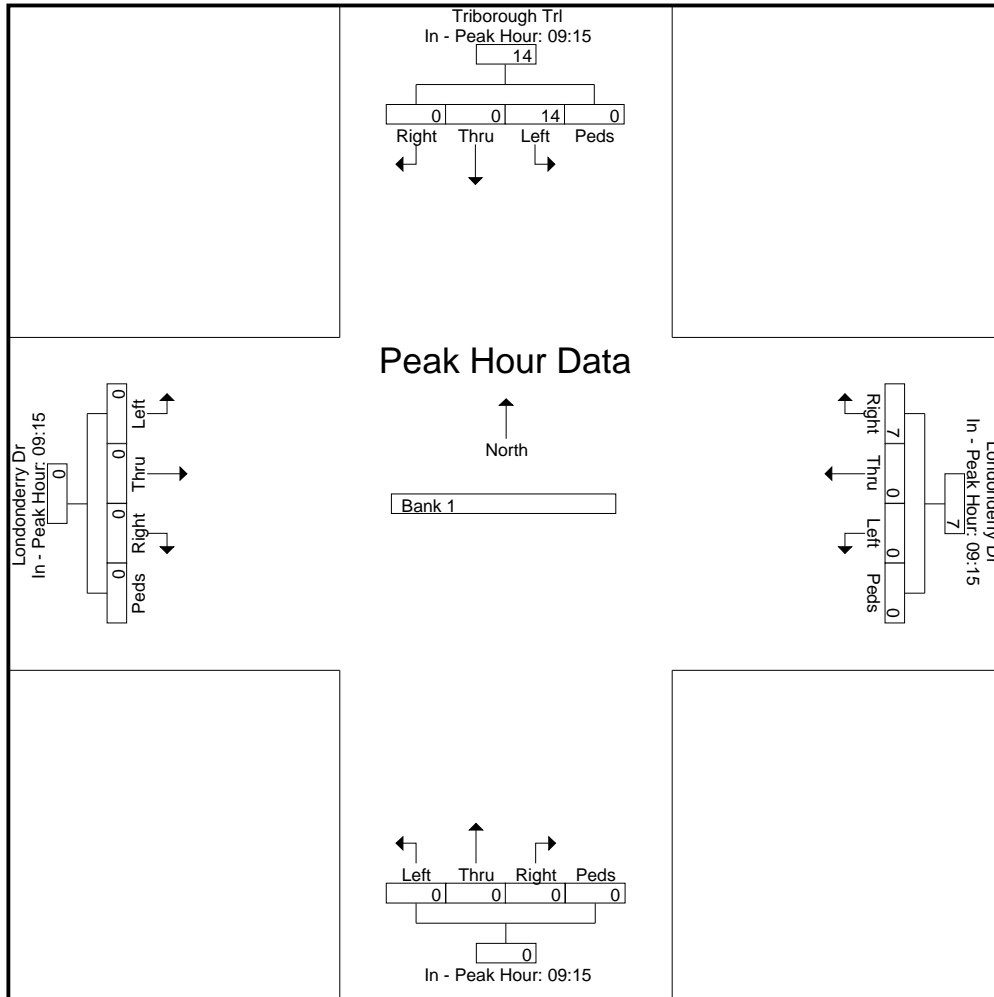 Triborough Trl
In - Peak Hour: 09:15
14
0 0 14 0
Right Thru Left Peds
Peak Hour Data
North
Bank 1
Londonderry Dr
In - Peak Hour: 09:15
0
0 0 0 0
Left Thru Right Peds
Londonderry Dr
In - Peak Hour: 09:15
7
7 0 0 0
Right Thru Left Peds
Left Thru Right Peds
0 0 0 0
0
In - Peak Hour: 09:15